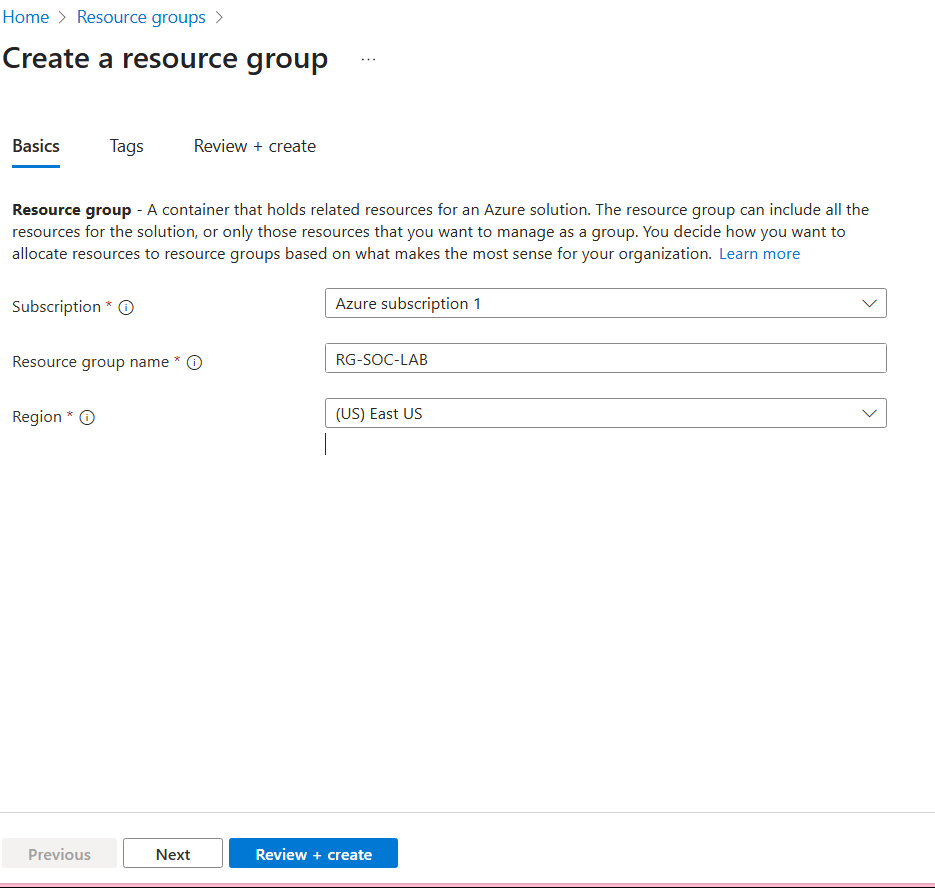 Home > Resource groups >
Create a resource group ...
Basics Tags Review + create
Resource group - A container that holds related resources for an Azure solution. The resource group can include all the
resources for the solution, or only those resources that you want to manage as a group. You decide how you want to
allocate resources to resource groups based on what makes the most sense for your organization. Learn more
Subscription * Azure subscription 1
Resource group name * RG-SOC-LAB
Region * (US) East US
Previous Next Review + create